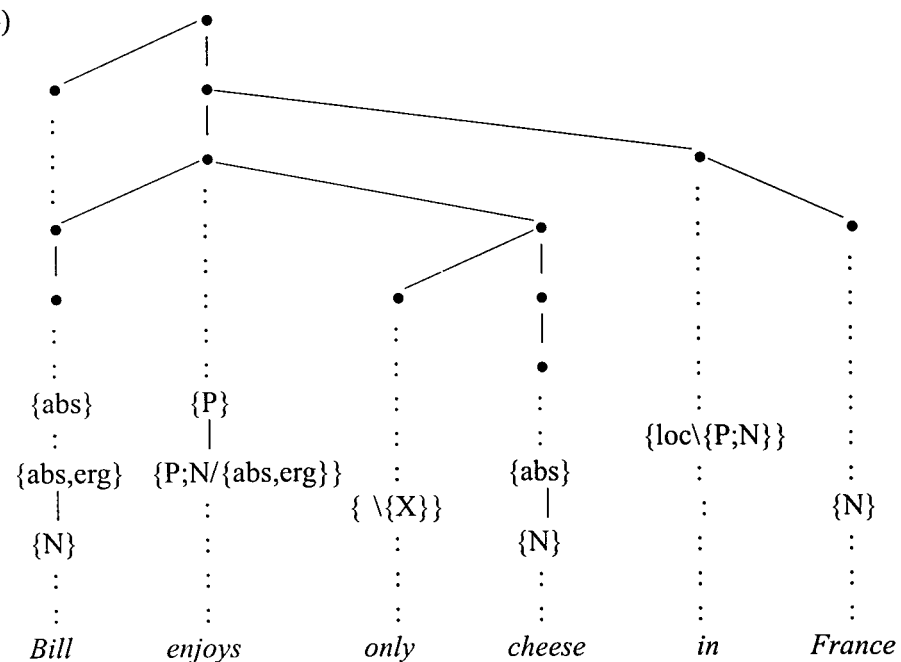 )
{abs} {P}
{loc\{P;N}}
{abs,erg} {P;N/{abs,erg}} {abs}
{ \{X}} {N}
{N} {N}
Bill enjoys only cheese in France